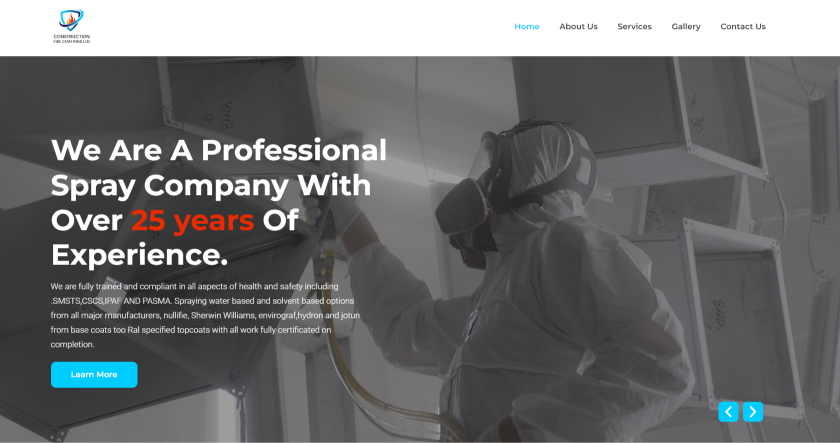 CONSTRUCTION
FIRE COATINGS LTD
Home
About Us
Services
Gallery
Contact Us
We Are A Professional
Spray Company With
Over 25 years Of
Experience.
We are fully trained and compliant in all aspects of health and safety including
.SMSTS,CSCS,IPAF AND PASMA. Spraying water based and solvent based options
from all major manufacturers, nullifie, Sherwin Williams, envirograf,hydron and jotun
from base coats too Ral specified topcoats with all work fully certificated on
completion.
Learn More